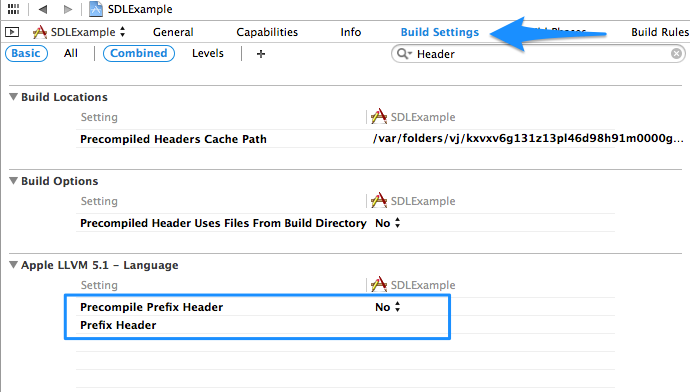 SDLExample
SDLExample General Capabilities Info Build Settings Phases Build Rules
Basic All Combined Levels + Header
Build Locations
Setting SDLExample
Precompiled Headers Cache Path /var/folders/vj/kxvxv6g131z13pl46d98h91m0000g...
Build Options
Setting SDLExample
Precompiled Header Uses Files From Build Directory No
Apple LLVM 5.1 – Language
Setting SDLExample
Precompile Prefix Header No
Prefix Header